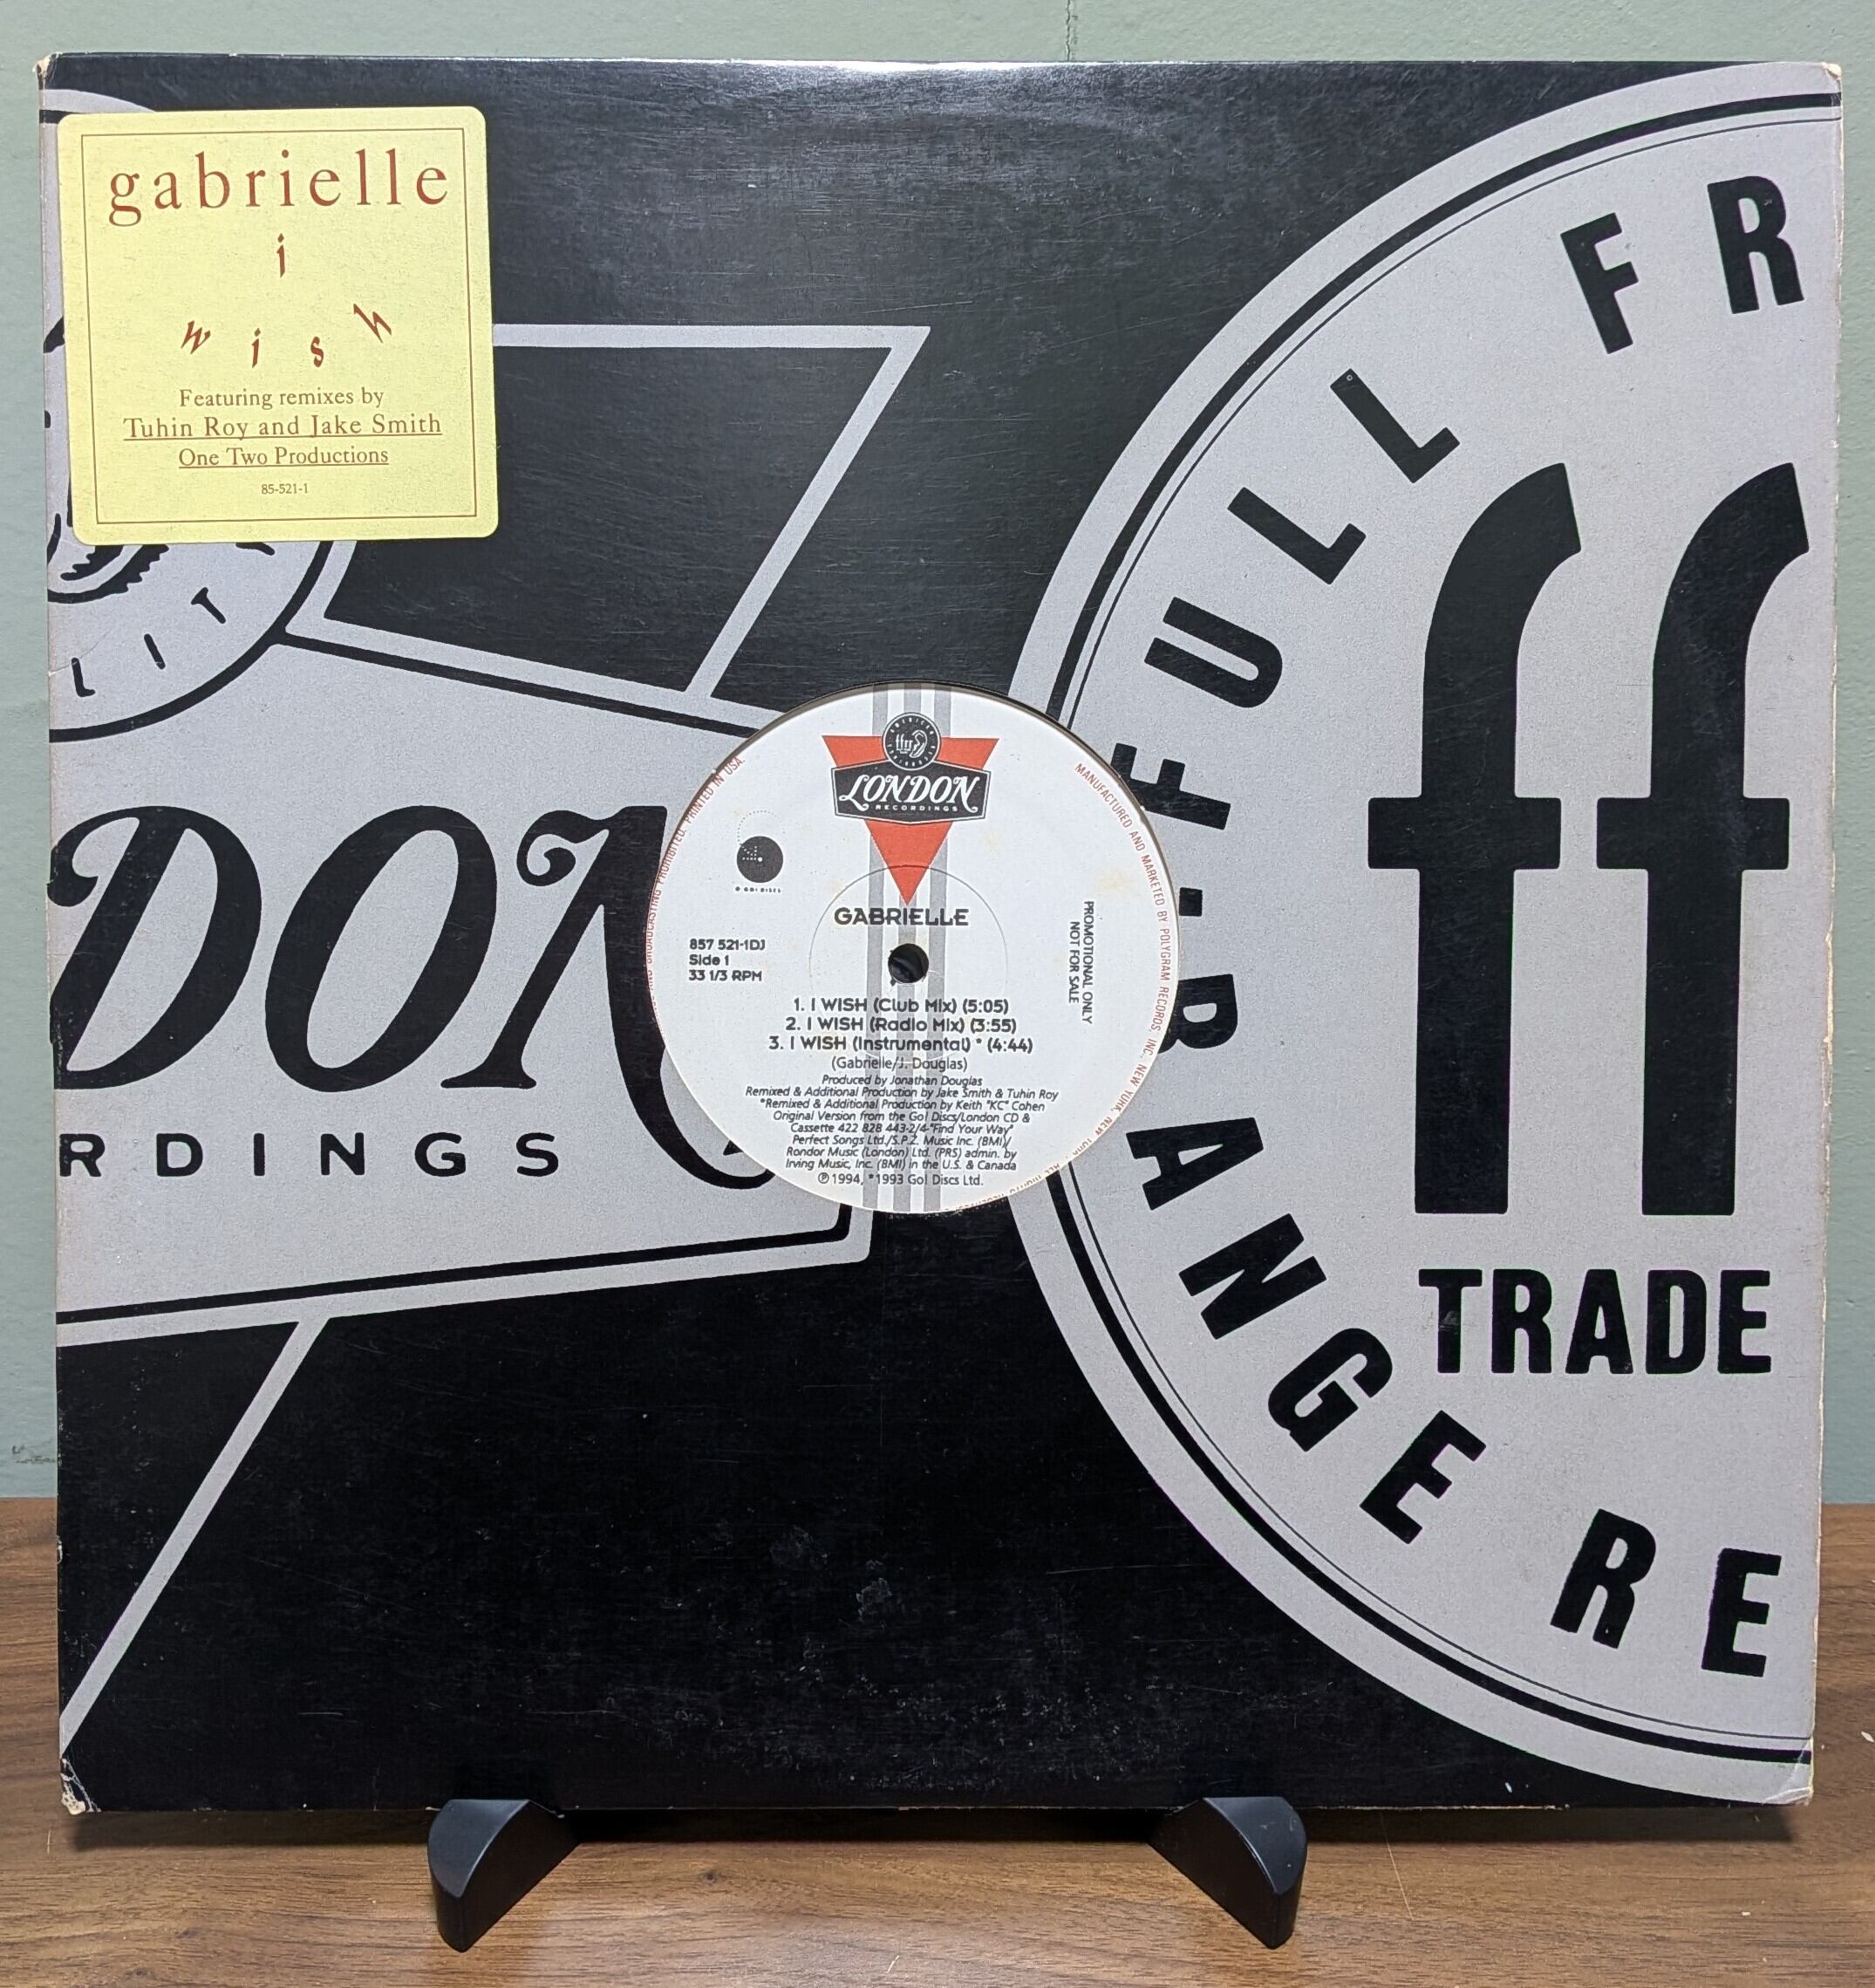 gabrielle
i
wish
Featuring remixes by
Tuhin Roy and Jake Smith
One Two Productions
85-521-1
LIT
DON
RDINGS
FULL FR
F.F.R.R.
RANGE RE
ff
TRADE
LONDON
RECORDINGS
GO! DISCS
GABRIELLE
857 521-1DJ
Side 1
33 1/3 RPM
PROMOTIONAL ONLY
NOT FOR SALE
1. I WISH (Club Mix) (5:05)
2. I WISH (Radio Mix) (3:55)
3. I WISH (Instrumental) * (4:44)
(Gabrielle/J. Douglas)
Produced by Jonathan Douglas
Remixed & Additional Production by Jake Smith & Tuhin Roy
*Remixed & Additional Production by Keith "KC" Cohen
Original Version from the Go! Discs/London CD &
Cassette 422 828 443-2/4-"Find Your Way"
Perfect Songs Ltd./S.P.Z. Music Inc. (BMI)/
Rondor Music (London) Ltd. (PRS) admin. by
Irving Music, Inc. (BMI) in the U.S. & Canada
℗ 1994, *1993 Go! Discs Ltd.
MANUFACTURED AND MARKETED BY POLYGRAM RECORDS, INC., NEW YORK, NEW YORK
BROADCASTING PROHIBITED. PRINTED IN USA.